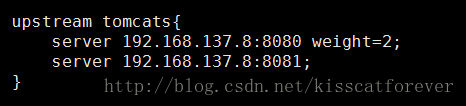 upstream tomcats{
    server 192.168.137.8:8080 weight=2;
    server 192.168.137.8:8081;
}
http://blog.csdn.net/kisscatforever